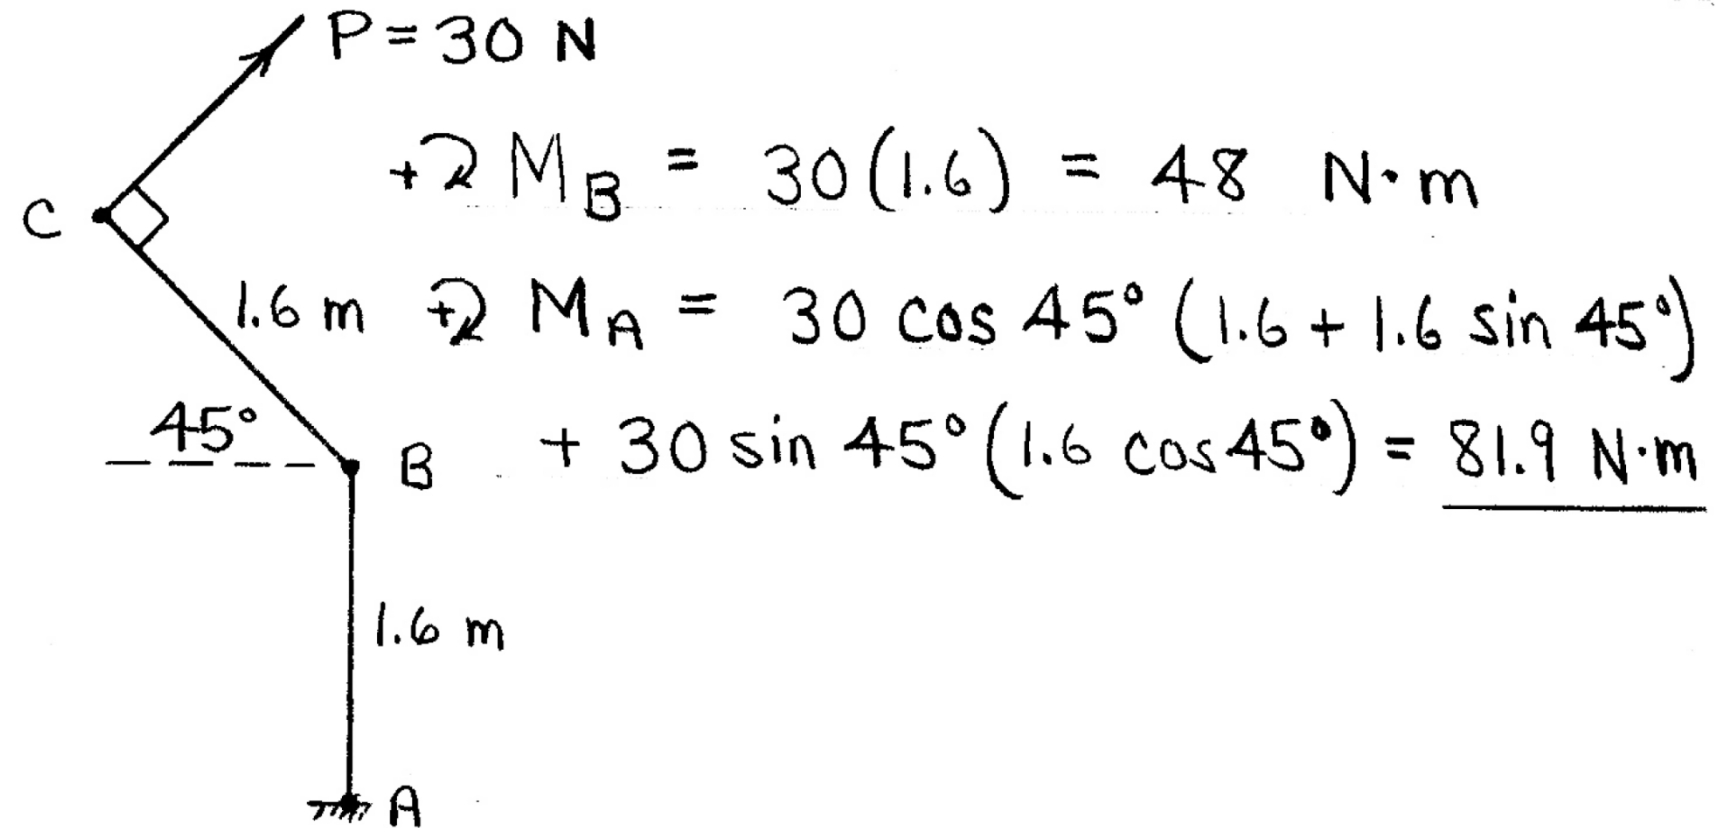 P = 30 N
+↻ M_B = 30(1.6) = 48 N·m
C
1.6 m
+↻ M_A = 30 cos 45° (1.6 + 1.6 sin 45°)
45°
B
+ 30 sin 45° (1.6 cos 45°) = 81.9 N·m
1.6 m
A